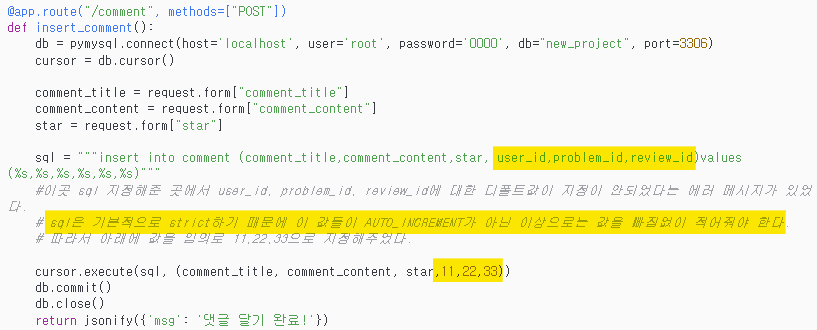 @app.route("/comment", methods=["POST"])
def insert_comment():
db = pymysql.connect(host='localhost', user='root', password='0000', db="new_project", port=3306)
cursor = db.cursor()
comment_title = request.form["comment_title"]
comment_content = request.form["comment_content"]
star = request.form["star"]
sql = """insert into comment (comment_title,comment_content,star, user_id,problem_id,review_id)values
(%s,%s,%s,%s,%s,%s)"""
#이곳 sql 지정해준 곳에서 user_id, problem_id, review_id에 대한 디폴트값이 지정이 안되었다는 에러 메시지가 있었
다.
# sql은 기본적으로 strict하기 때문에 이 값들이 AUTO_INCREMENT가 아닌 이상으로는 값을 빠짐없이 적어줘야 한다.
# 따라서 아래에 값을 임의로 11,22,33으로 지정해주었다.
cursor.execute(sql, (comment_title, comment_content, star,11,22,33))
db.commit()
db.close()
return jsonify({'msg': '댓글 달기 완료!'})